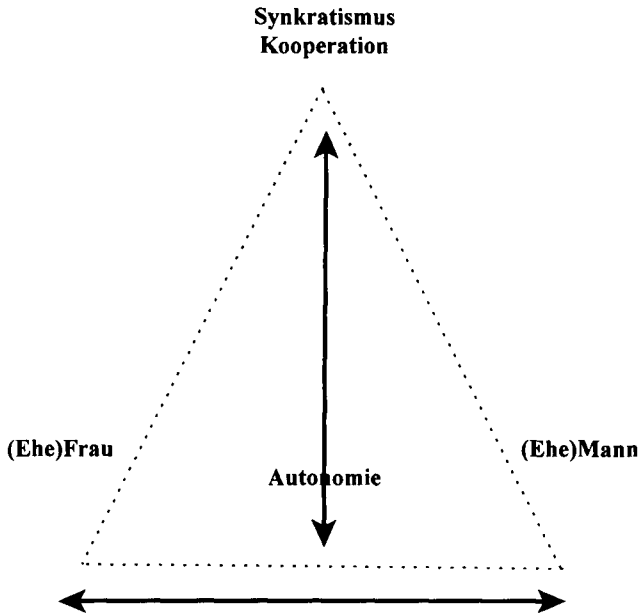 Synkratismus
Kooperation
(Ehe)Frau
(Ehe)Mann
Autonomie